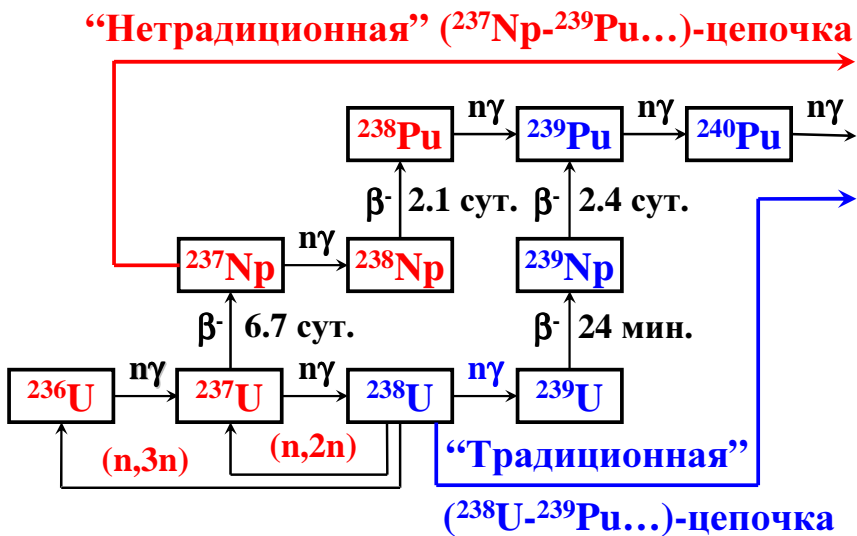 “Нетрадиционная” (²³⁷Np-²³⁹Pu…)-цепочка
nγ nγ nγ
²³⁸Pu ²³⁹Pu ²⁴⁰Pu
β- 2.1 сут. β- 2.4 сут.
nγ
²³⁷Np ²³⁸Np ²³⁹Np
β- 6.7 сут. β- 24 мин.
nγ nγ nγ
²³⁶U ²³⁷U ²³⁸U ²³⁹U
(n,3n) (n,2n) “Традиционная”
(²³⁸U-²³⁹Pu…)-цепочка